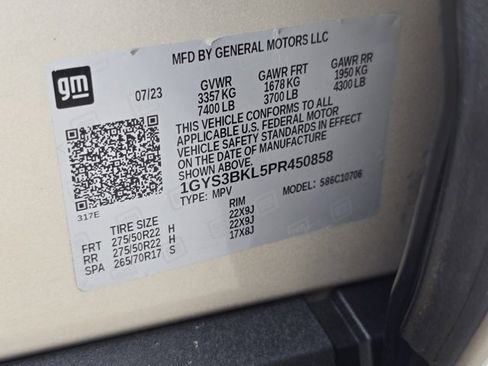 MFD BY GENERAL MOTORS LLC
gm
07/23 GVWR GAWR FRT GAWR RR
3357 KG 1678 KG 1950 KG
7400 LB 3700 LB 4300 LB
THIS VEHICLE CONFORMS TO ALL
APPLICABLE U.S. FEDERAL MOTOR
VEHICLE SAFETY STANDARDS IN EFFECT
ON THE DATE OF MANUFACTURE
SHOWN ABOVE.
1GYS3BKL5PR450858
TYPE: MPV MODEL: 586C10706
317E
TIRE SIZE RIM
FRT 275/50R22 H 22X9J
RR 275/50R22 H 22X9J
SPA 265/70R17 S 17X8J